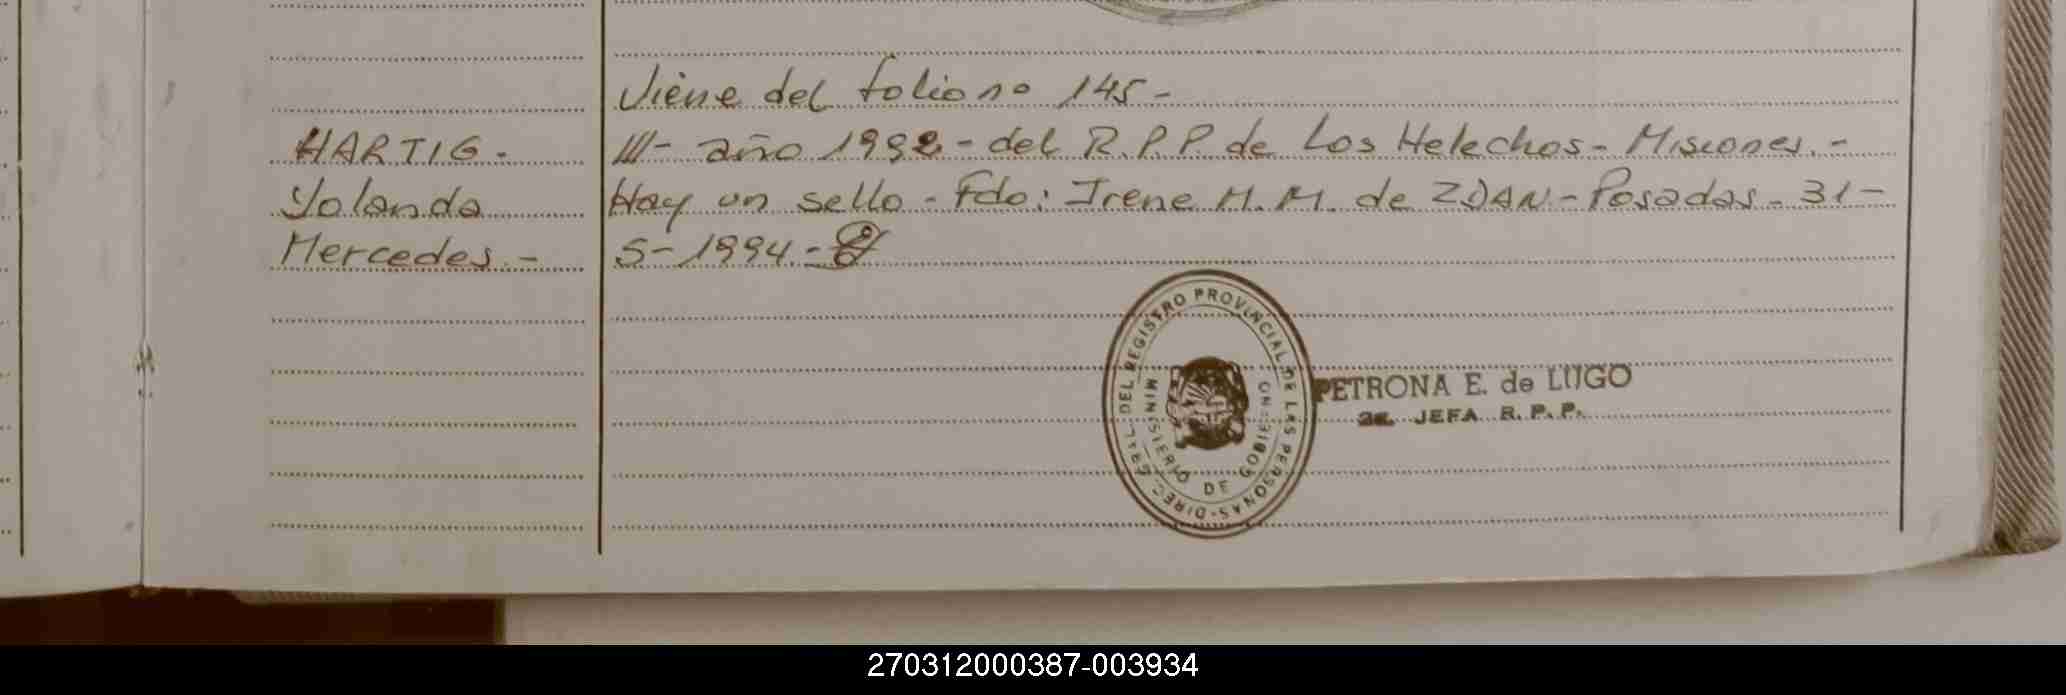 Viene del folio nº 145-
HARTIG.
///- año 1992- del R.P.P. de Los Helechos- Misiones.-
Yolanda
Hay un sello- Fdo: Irene M.M. de ZDAN- Posadas- 31-
Mercedes.-
5-1994-
DIREC. GRAL. DEL REGISTRO PROVINCIAL DE LAS PERSONAS-
MINISTERIO DE GOBIERNO
PETRONA E. de LUGO
JEFA R. P. P.
270312000387-003934